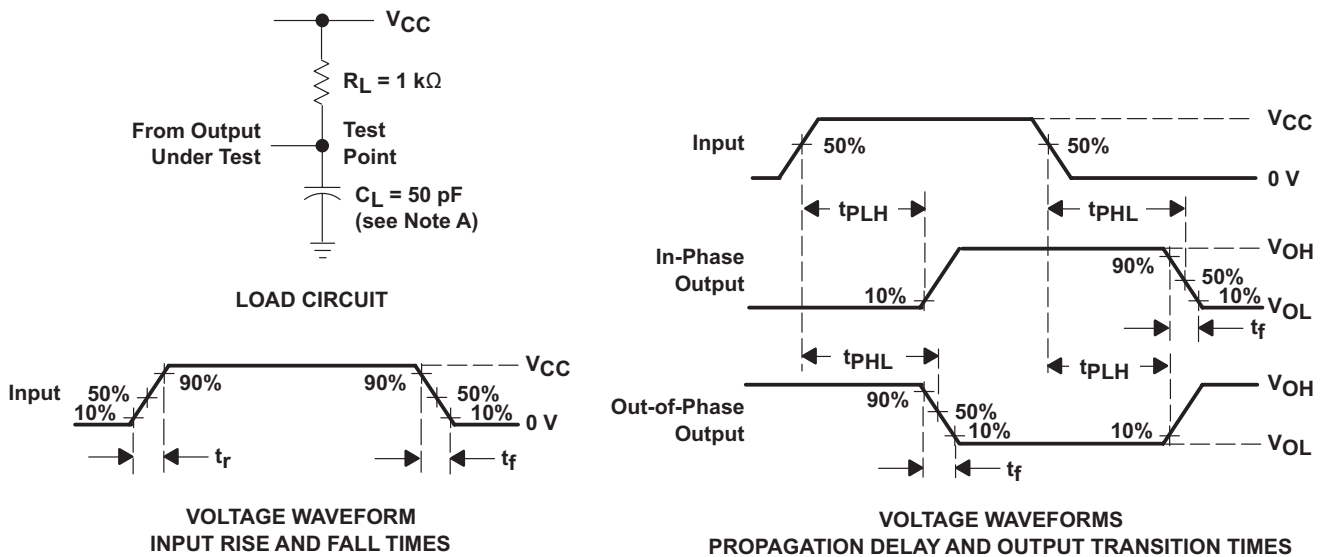 VCC
RL = 1 kΩ
From Output
Under Test
Test
Point
CL = 50 pF
(see Note A)
LOAD CIRCUIT
Input
50%
10%
90%
90%
50%
10%
VCC
0 V
tr
tf
VOLTAGE WAVEFORM
INPUT RISE AND FALL TIMES
Input
50%
50%
VCC
0 V
tPLH
tPHL
In-Phase
Output
10%
90%
50%
10%
VOH
VOL
tf
tPHL
tPLH
Out-of-Phase
Output
90%
50%
10%
10%
VOH
VOL
tf
VOLTAGE WAVEFORMS
PROPAGATION DELAY AND OUTPUT TRANSITION TIMES